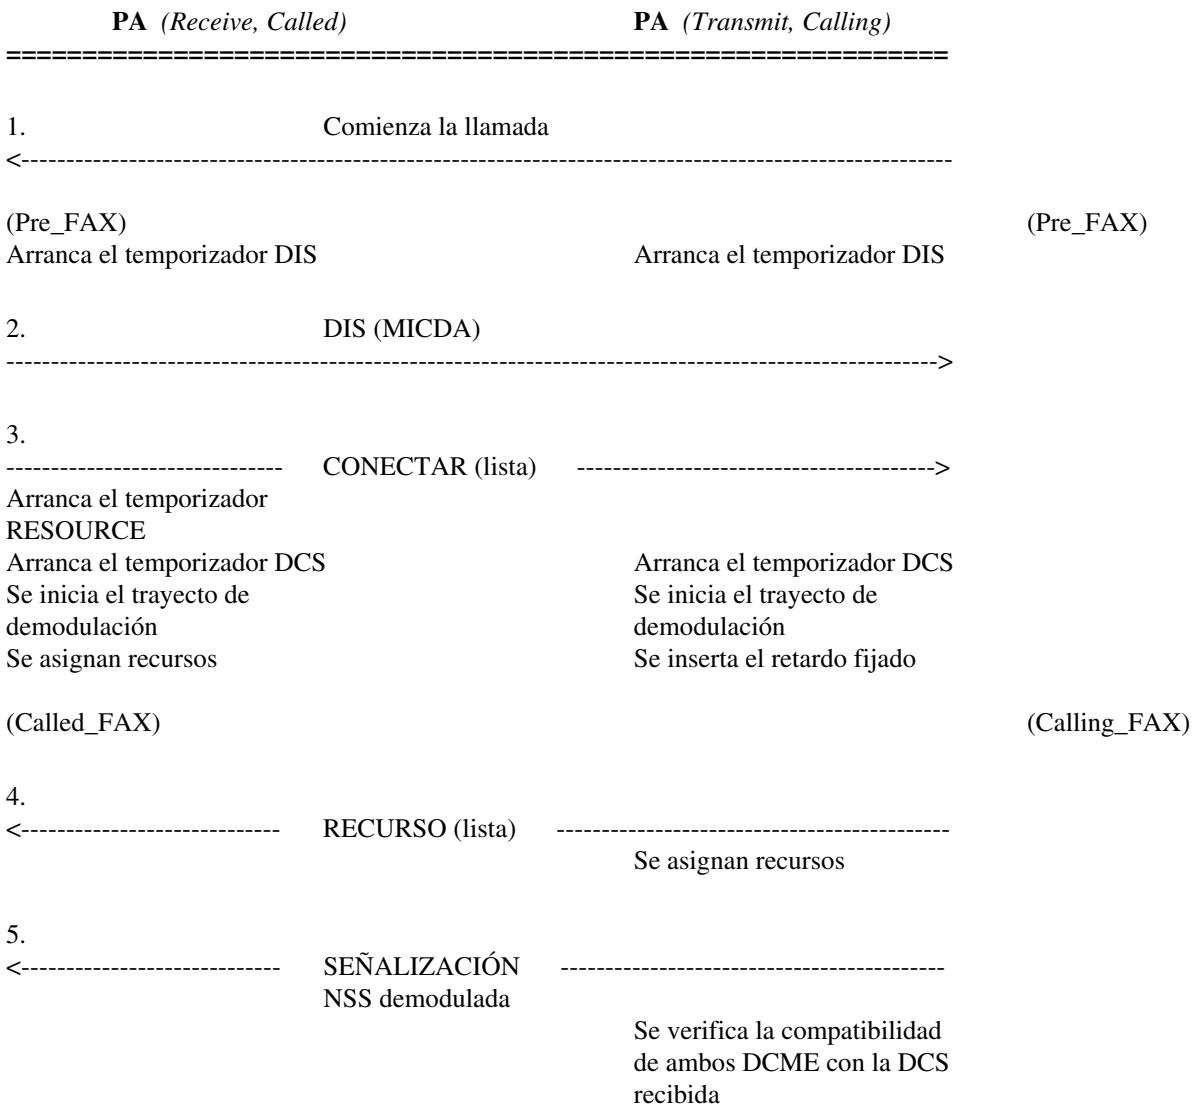 PA (Receive, Called) PA (Transmit, Calling)
===============================================================
1. Comienza la llamada
<--------------------------------------------------------------------------------------------------------
(Pre_FAX) (Pre_FAX)
Arranca el temporizador DIS Arranca el temporizador DIS
2. DIS (MICDA)
-------------------------------------------------------------------------------------------------------->
3.
------------------------------- CONECTAR (lista) ---------------------------------------->
Arranca el temporizador
RESOURCE
Arranca el temporizador DCS Arranca el temporizador DCS
Se inicia el trayecto de Se inicia el trayecto de
demodulación demodulación
Se asignan recursos Se inserta el retardo fijado
(Called_FAX) (Calling_FAX)
4.
<----------------------------- RECURSO (lista) --------------------------------------------
Se asignan recursos
5.
<----------------------------- SEÑALIZACIÓN -------------------------------------------
NSS demodulada
Se verifica la compatibilidad
de ambos DCME con la DCS
recibida